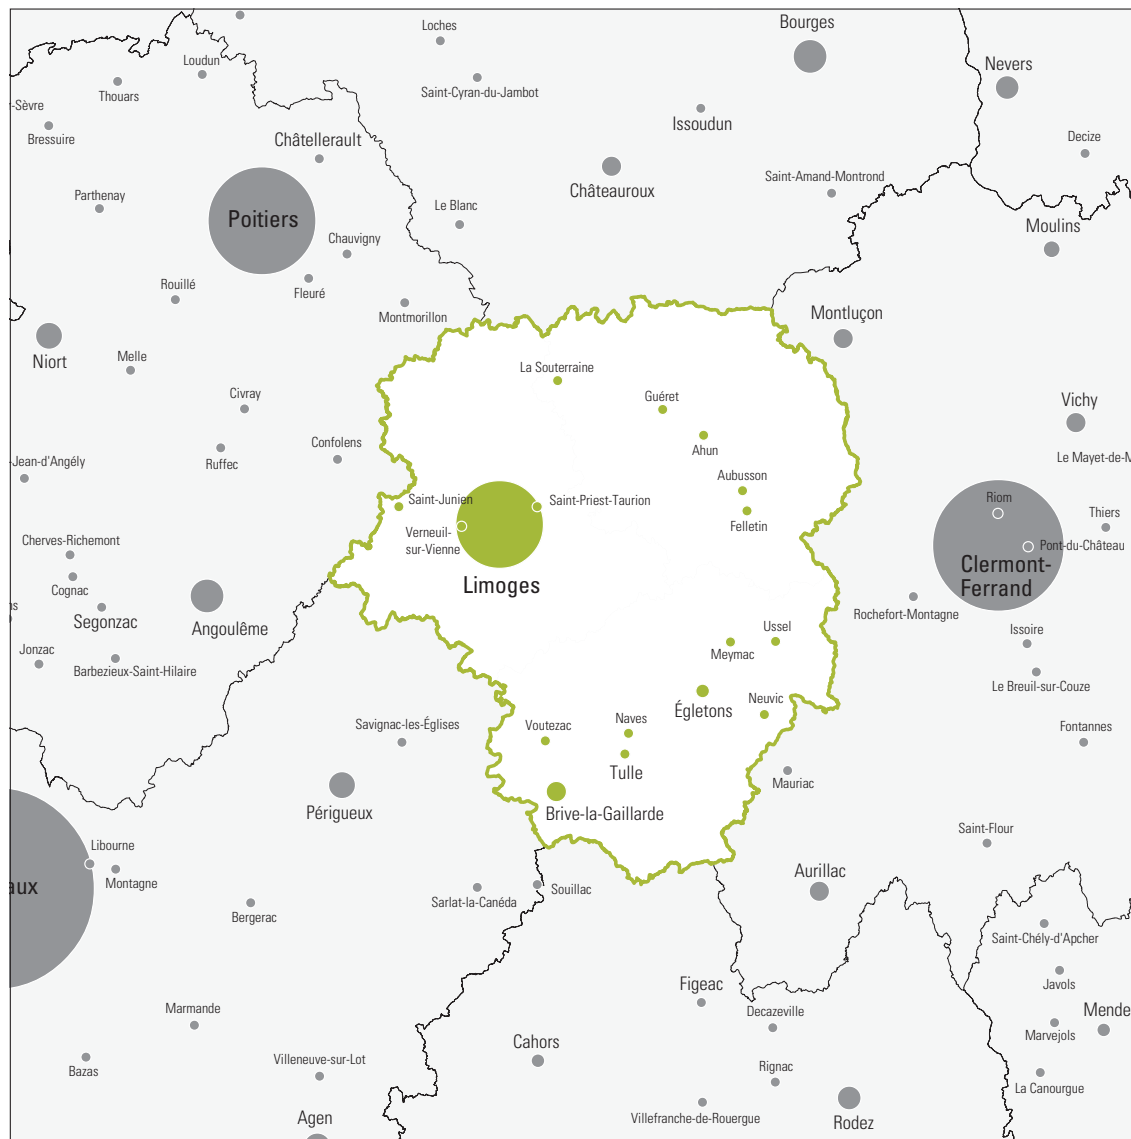 Loches
Bourges
Loudun
Nevers
Saint-Cyran-du-Jambot
Thouars
-Sèvre
Issoudun
Bressuire
Decize
Châtellerault
Saint-Amand-Montrond
Châteauroux
Parthenay
Le Blanc
Poitiers
Moulins
Chauvigny
Rouillé
Fleuré
Montmorillon
Montluçon
Melle
Niort
La Souterraine
Civray
Guéret
Vichy
Confolens
Ahun
Ruffec
-Jean-d'Angély
Le Mayet-de-M
Aubusson
Saint-Junien
Saint-Priest-Taurion
Riom
Thiers
Felletin
Verneuil-
sur-Vienne
Cherves-Richemont
Pont-du-Château
Clermont-
Ferrand
Limoges
Cognac
Segonzac
ns
Rochefort-Montagne
Angoulême
Ussel
Issoire
Jonzac
Meymac
Barbezieux-Saint-Hilaire
Le Breuil-sur-Couze
Neuvic
Égletons
Savignac-les-Églises
Voutezac
Naves
Fontannes
Tulle
Mauriac
Périgueux
Brive-la-Gaillarde
Saint-Flour
Libourne
Aurillac
Montagne
aux
Souillac
Sarlat-la-Canéda
Bergerac
Saint-Chély-d'Apcher
Figeac
Javols
Marmande
Decazeville
Mende
Marvejols
Cahors
Villeneuve-sur-Lot
Rignac
Bazas
La Canourgue
Agen
Villefranche-de-Rouergue
Rodez